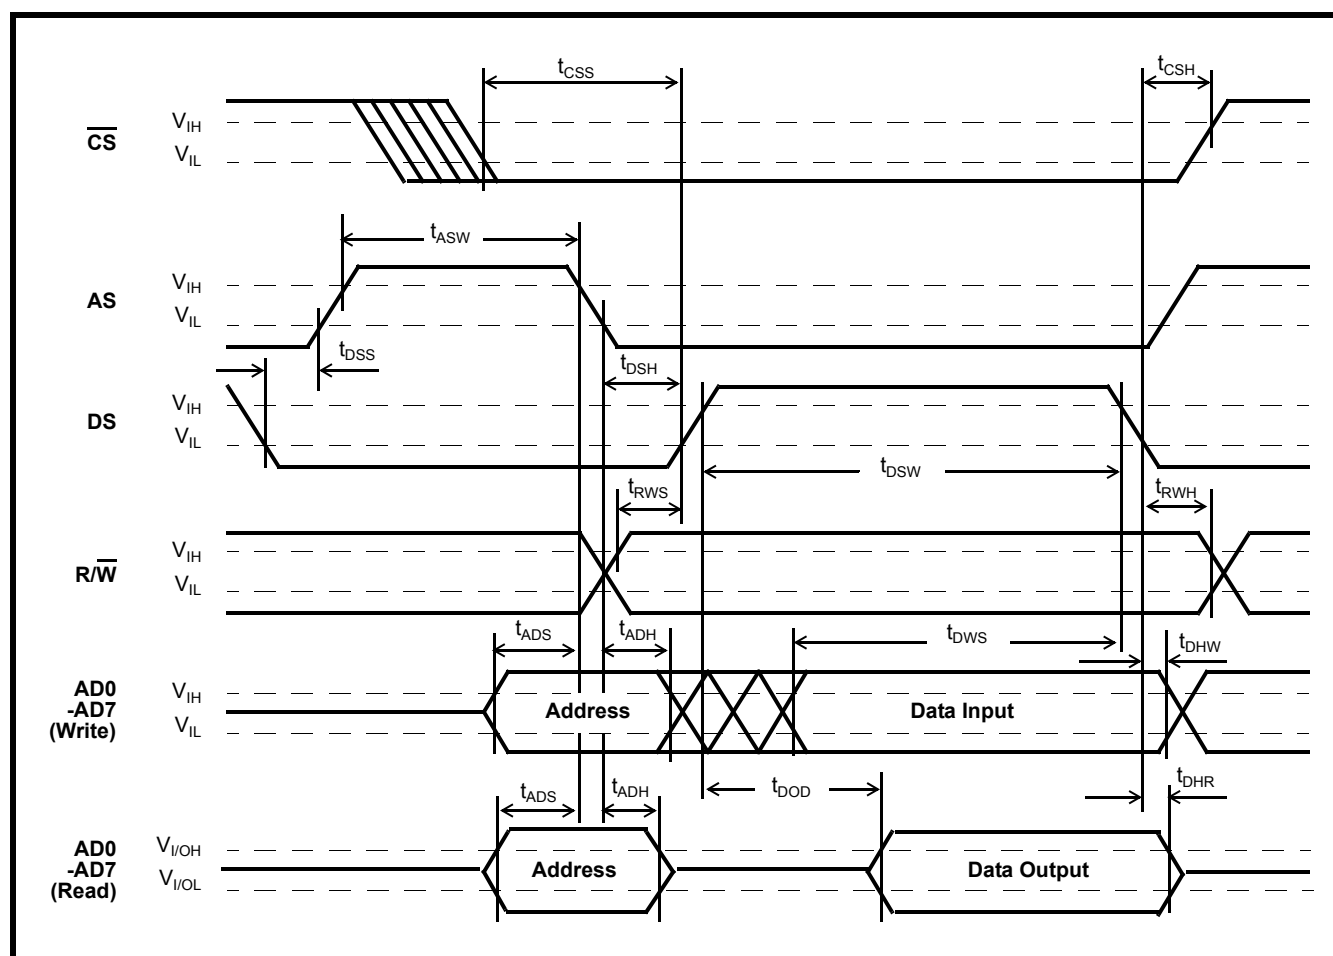 tCSS
tCSH
CS
VIH
VIL
tASW
AS
VIH
VIL
tDSS
tDSH
DS
VIH
VIL
tDSW
tRWS
tRWH
R/W
VIH
VIL
tADS
tADH
tDWS
tDHW
AD0
-AD7
(Write)
VIH
VIL
Address
Data Input
tADS
tADH
tDOD
tDHR
AD0
-AD7
(Read)
VI/OH
VI/OL
Address
Data Output